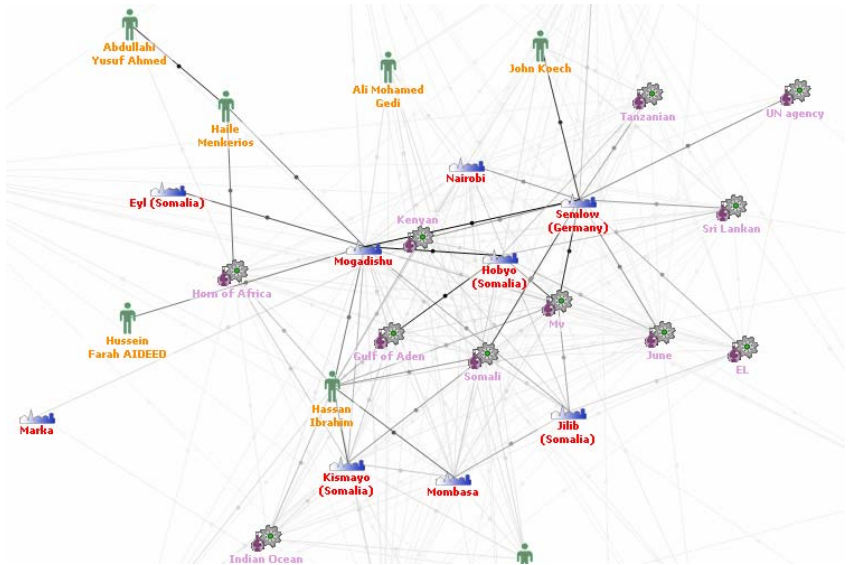 Abdullahi
Yusuf Ahmed
John Koech
Ali Mohamed
Gedi
Tanzanian
UN agency
Haile
Menkerios
Nairobi
Eyl (Somalia)
Kenyan
Semlow
(Germany)
Sri Lankan
Mogadishu
Hobyo
(Somalia)
Horn of Africa
Mv
Hussein
Farah AIDEED
Gulf of Aden
June
EL
Somali
Hassan
Ibrahim
Marka
Jilib
(Somalia)
Kismayo
(Somalia)
Mombasa
Indian Ocean